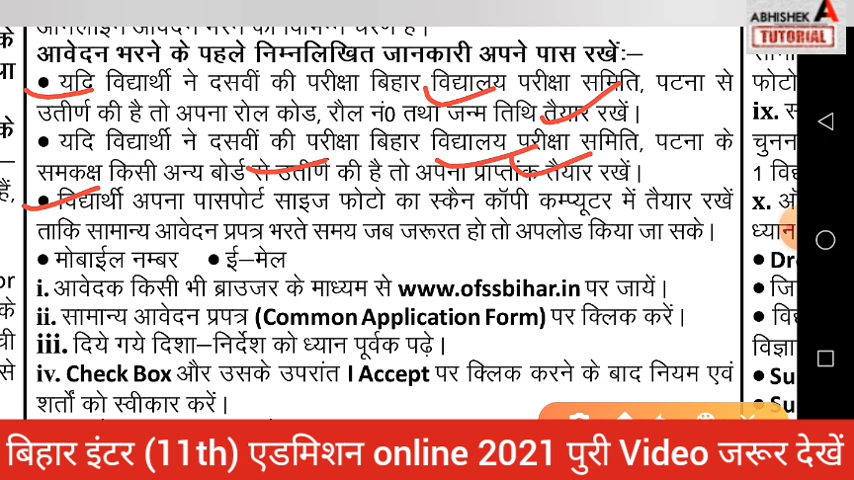 ABHISHEK A
TUTORIAL
आवेदन भरने के पहले निम्नलिखित जानकारी अपने पास रखें:–
• यदि विद्यार्थी ने दसवीं की परीक्षा बिहार विद्यालय परीक्षा समिति, पटना से
उतीर्ण की है तो अपना रोल कोड, रौल नं0 तथा जन्म तिथि तैयार रखें।
• यदि विद्यार्थी ने दसवीं की परीक्षा बिहार विद्यालय परीक्षा समिति, पटना के
समकक्ष किसी अन्य बोर्ड से उतीर्ण की है तो अपना प्राप्तांक तैयार रखें।
• विद्यार्थी अपना पासपोर्ट साइज फोटो का स्कैन कॉपी कम्प्यूटर में तैयार रखें
ताकि सामान्य आवेदन प्रपत्र भरते समय जब जरूरत हो तो अपलोड किया जा सके।
• मोबाईल नम्बर • ई–मेल
i. आवेदक किसी भी ब्राउजर के माध्यम से www.ofssbihar.in पर जायें।
ii. सामान्य आवेदन प्रपत्र (Common Application Form) पर क्लिक करें।
iii. दिये गये दिशा–निर्देश को ध्यान पूर्वक पढ़े।
iv. Check Box और उसके उपरांत I Accept पर क्लिक करने के बाद नियम एवं
शर्तों को स्वीकार करें।
फोटो
ix.
चुनन
x.
ध्यान
बिहार इंटर (11th) एडमिशन online 2021 पुरी Video जरूर देखें